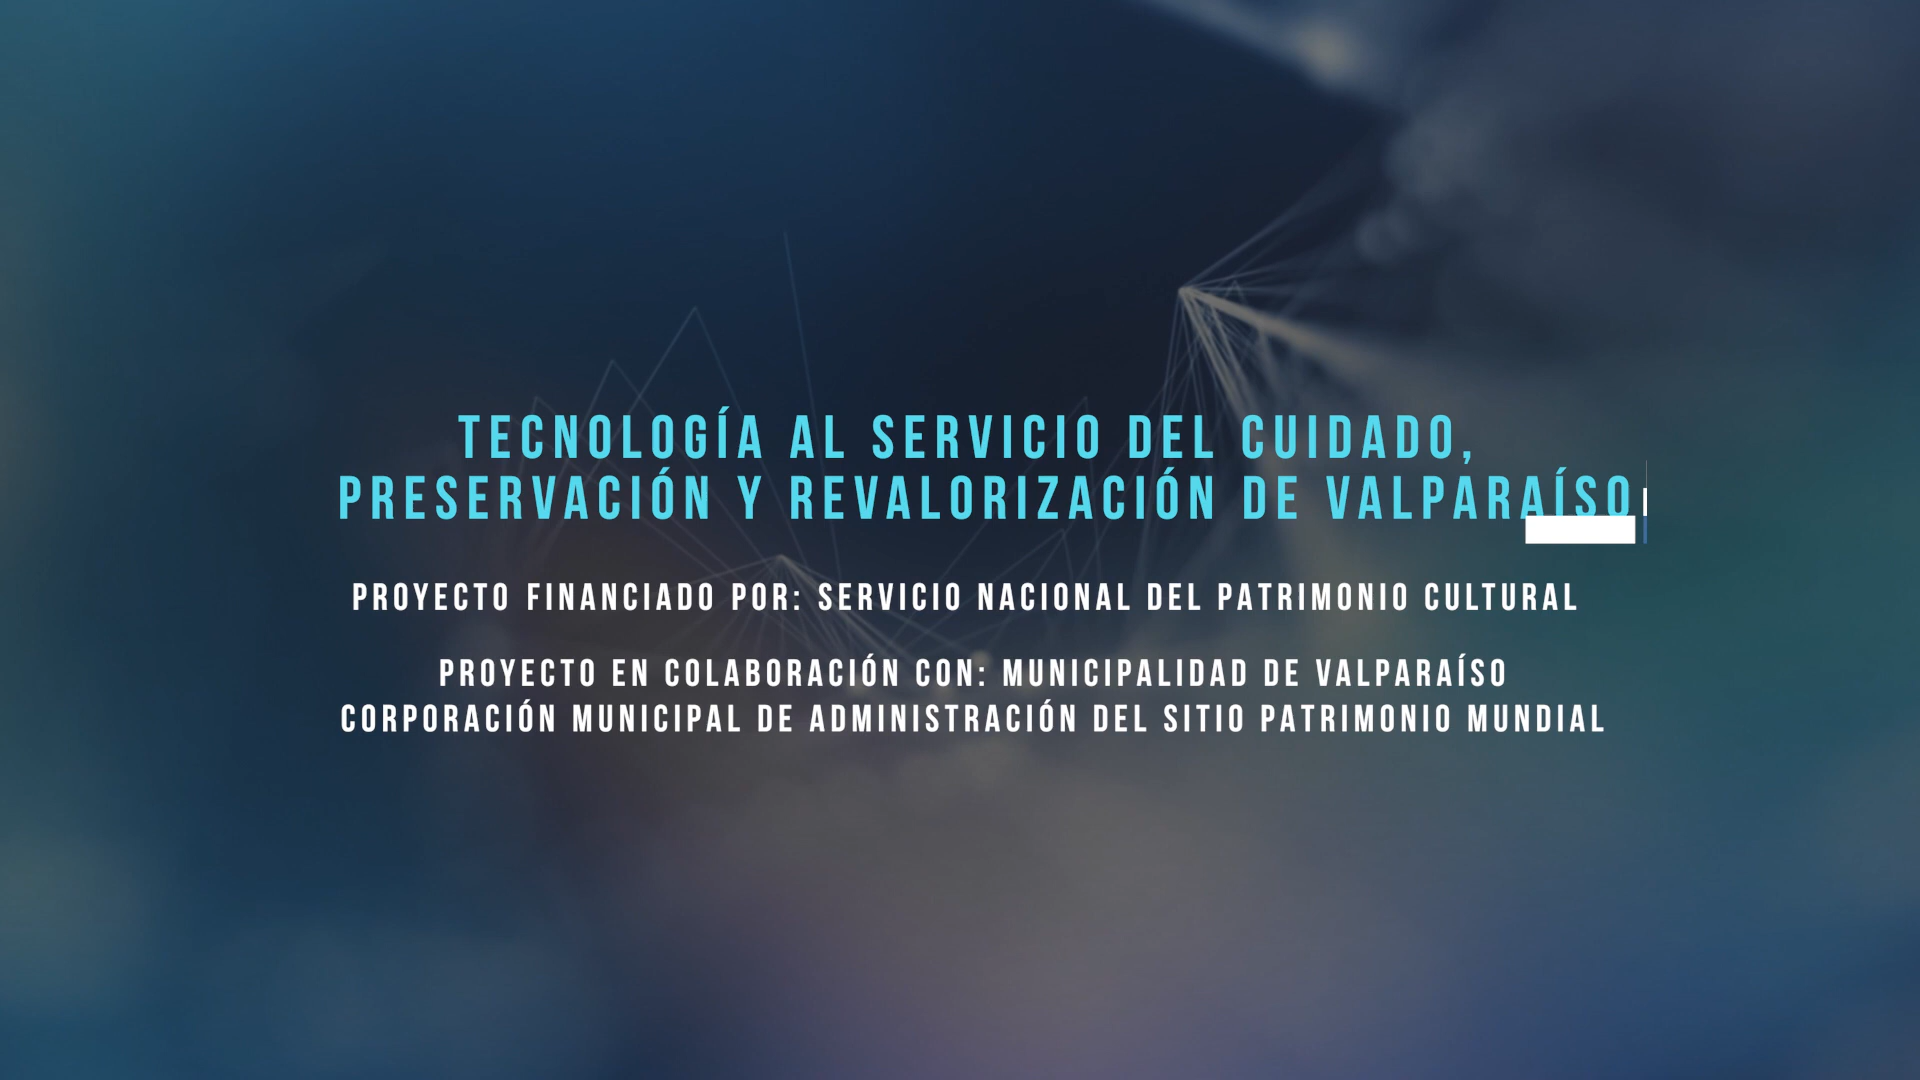 TECNOLOGÍA AL SERVICIO DEL CUIDADO,
PRESERVACIÓN Y REVALORIZACIÓN DE VALPARAÍSO
PROYECTO FINANCIADO POR: SERVICIO NACIONAL DEL PATRIMONIO CULTURAL
PROYECTO EN COLABORACIÓN CON: MUNICIPALIDAD DE VALPARAÍSO
CORPORACIÓN MUNICIPAL DE ADMINISTRACIÓN DEL SITIO PATRIMONIO MUNDIAL